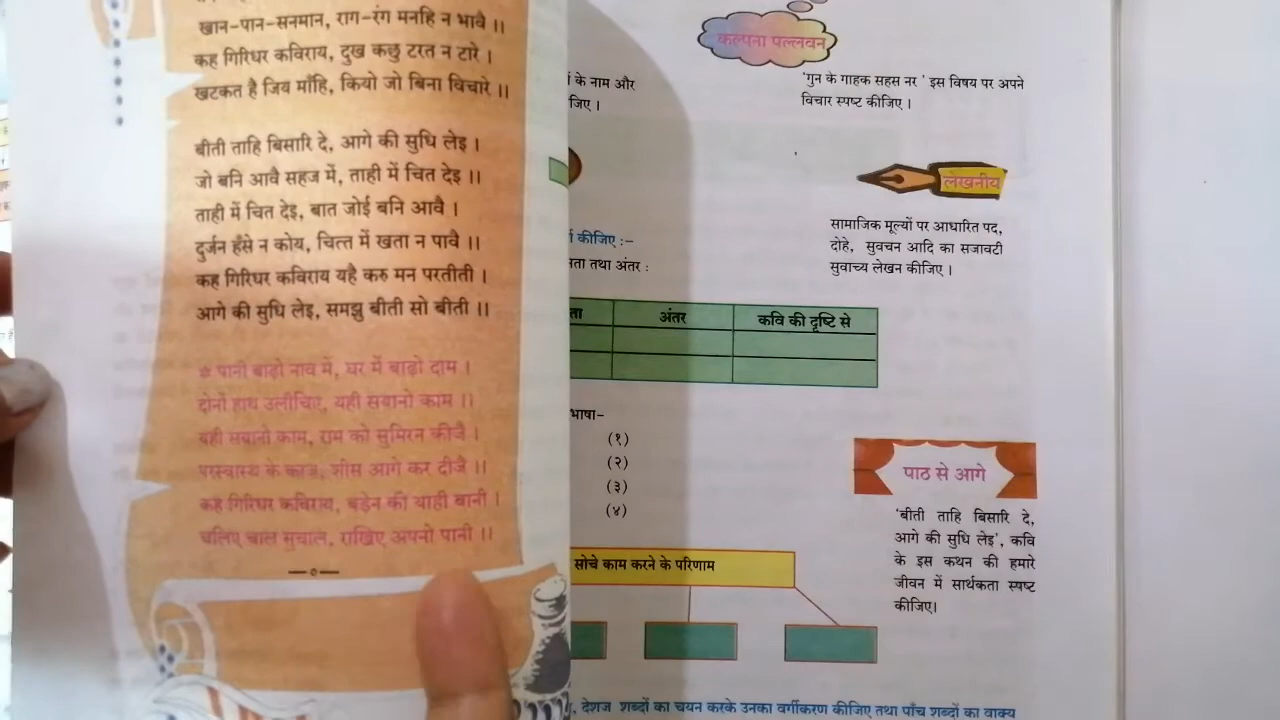 खान-पान-सनमान, राग-रंग मनहि न भावै ।।
कह गिरिधर कविराय, दुख कछु टरत न टारे ।
खटकत है जिय माँहि, कियो जो बिना विचारे ।।
बीती ताहि बिसारि दे, आगे की सुधि लेइ ।
जो बनि आवै सहज में, ताही में चित देइ ।।
ताही में चित देइ, बात जोई बनि आवै ।
दुर्जन हँसे न कोय, चित्त में खता न पावै ।।
कह गिरिधर कविराय यहै करु मन परतीती ।
आगे की सुधि लेइ, समझु बीती सो बीती ।।
* पानी बाढ़ो नाव में, घर में बाढ़ो दाम ।
दोनों हाथ उलीचिए, यही सयानो काम ।।
यही सयानो काम, राम को सुमिरन कीजै ।
परस्वारथ के काज, शीस आगे कर दीजै ।।
कह गिरिधर कविराय, बड़ेन की याही बानी ।
चलिए चाल सुचाल, राखिए अपनो पानी ।।
कल्पना पल्लवन
के नाम और
जिए ।
'गुन के गाहक सहस नर ' इस विषय पर अपने
विचार स्पष्ट कीजिए ।
लेखनीय
सामाजिक मूल्यों पर आधारित पद,
दोहे, सुवचन आदि का सजावटी
सुवाच्य लेखन कीजिए ।
कीजिए :-
तथा अंतर :
ता अंतर कवि की दृष्टि से
भाषा-
(१)
(२)
(३)
(४)
पाठ से आगे
'बीती ताहि बिसारि दे,
आगे की सुधि लेइ', कवि
के इस कथन की हमारे
जीवन में सार्थकता स्पष्ट
कीजिए।
सोचे काम करने के परिणाम
, देशज शब्दों का चयन करके उनका वर्गीकरण कीजिए तथा पाँच शब्दों का वाक्य